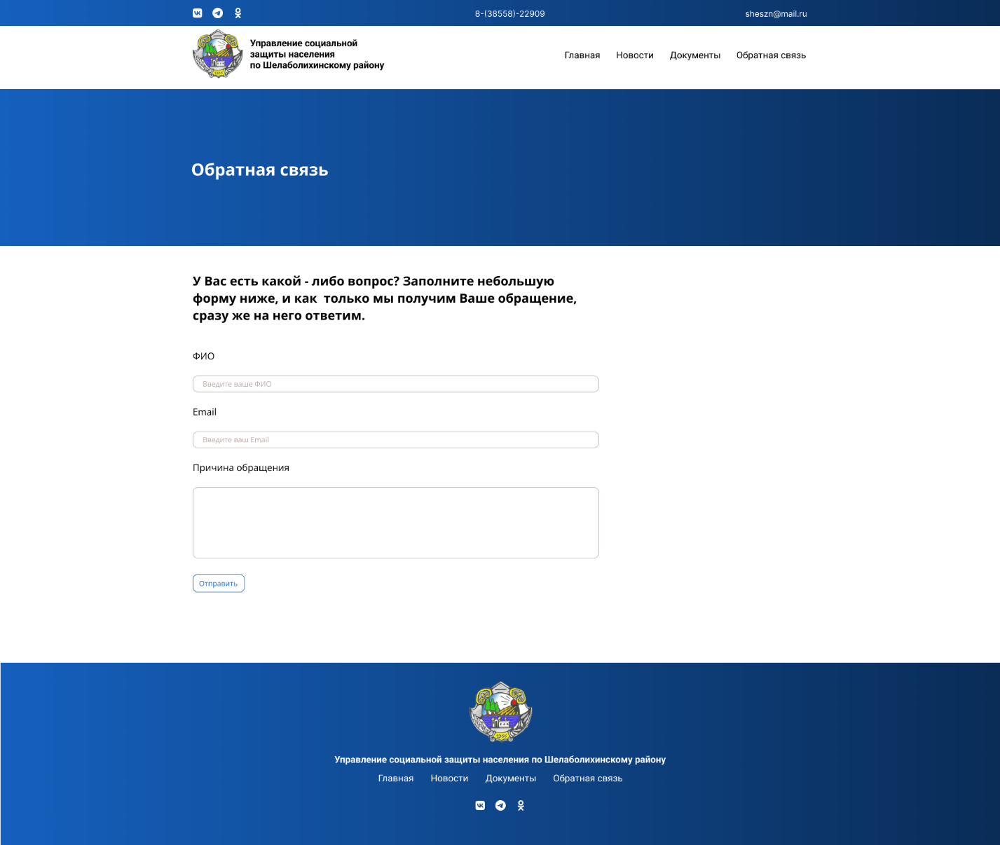 8-(38558)-22909
sheszn@mail.ru
Управление социальной
защиты населения
по Шелаболихинскому району
Главная Новости Документы Обратная связь
Обратная связь
У Вас есть какой - либо вопрос? Заполните небольшую
форму ниже, и как  только мы получим Ваше обращение,
сразу же на него ответим.
ФИО
Введите ваше ФИО
Email
Введите ваш Email
Причина обращения
Отправить
Управление социальной защиты населения по Шелаболихинскому району
Главная Новости Документы Обратная связь